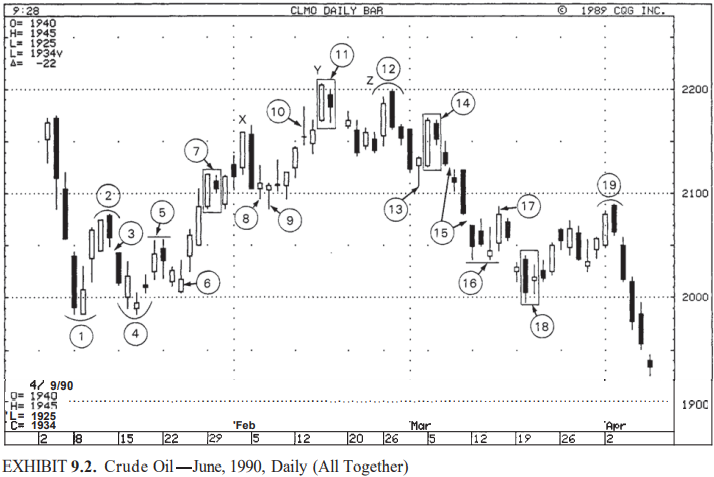 9:28 CLMO DAILY BAR © 1989 CQG INC.
O= 1940
H= 1945
L= 1925
L= 1934v
Δ= -22
2200
2100
2000
1900
X
Y
Z
1
2
3
4
5
6
7
8
9
10
11
12
13
14
15
16
17
18
19
4/ 9/90
O= 1940
H= 1945
L= 1925
C= 1934
Feb Mar Apr
2 8 15 22 29 5 12 20 26 5 12 19 26 2
EXHIBIT 9.2. Crude Oil—June, 1990, Daily (All Together)